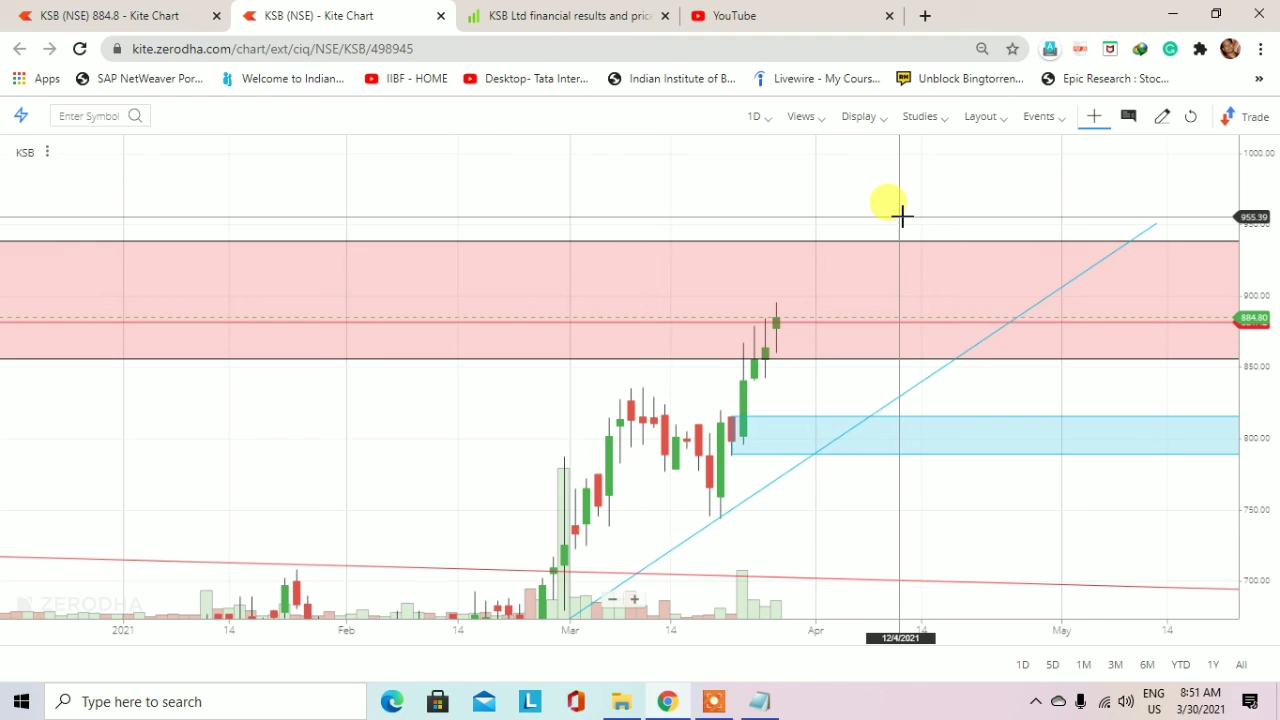 KSB (NSE) 884.8 - Kite Chart
KSB (NSE) - Kite Chart
KSB Ltd financial results and pric
YouTube
kite.zerodha.com/chart/ext/ciq/NSE/KSB/498945
Apps
SAP NetWeaver Por...
Welcome to Indian...
IIBF - HOME
Desktop- Tata Inter...
Indian Institute of B...
Livewire - My Cours...
Unblock Bingtorren...
Epic Research : Stoc...
»
Enter Symbol
1D
Views
Display
Studies
Layout
Events
Trade
KSB
1000.00
955.39
900.00
884.80
850.00
800.00
750.00
700.00
ZERODHA
2021
14
Feb
14
Mar
14
Apr
12/4/2021
14
May
14
1D
5D
1M
3M
6M
YTD
1Y
All
Type here to search
ENG
US
8:51 AM
3/30/2021